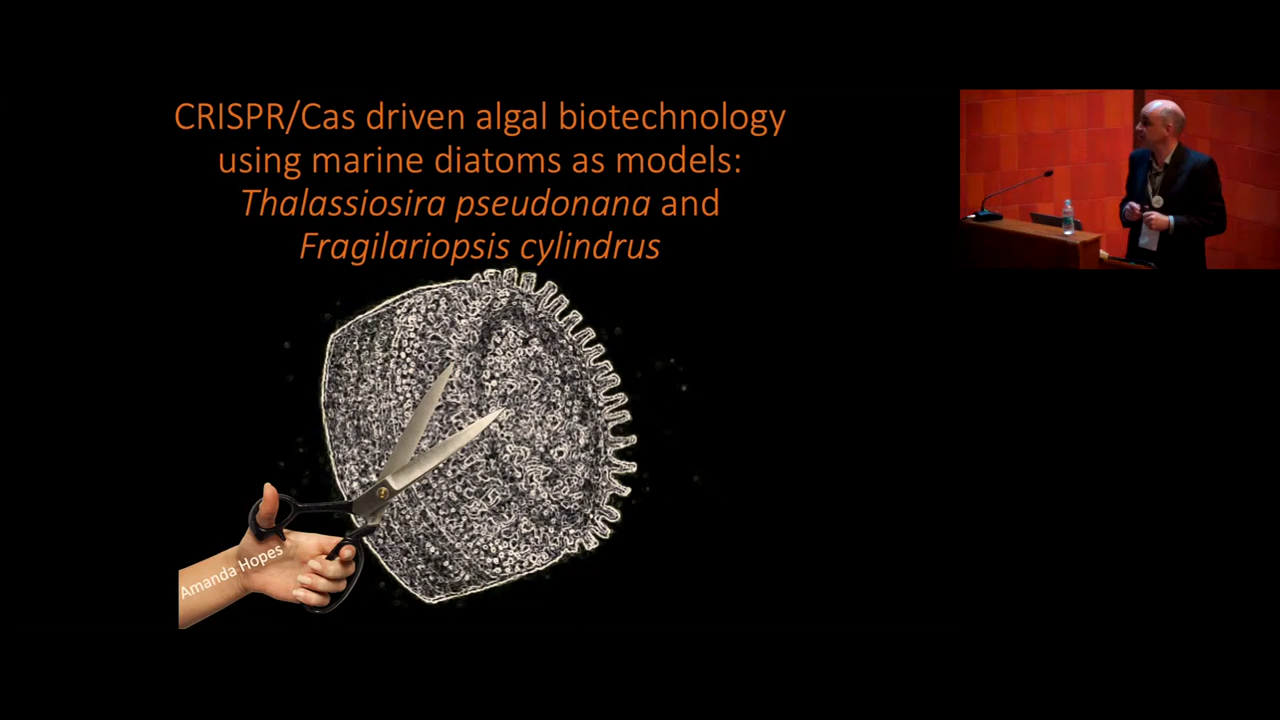 CRISPR/Cas driven algal biotechnology
using marine diatoms as models:
Thalassiosira pseudonana and
Fragilariopsis cylindrus
Amanda Hopes